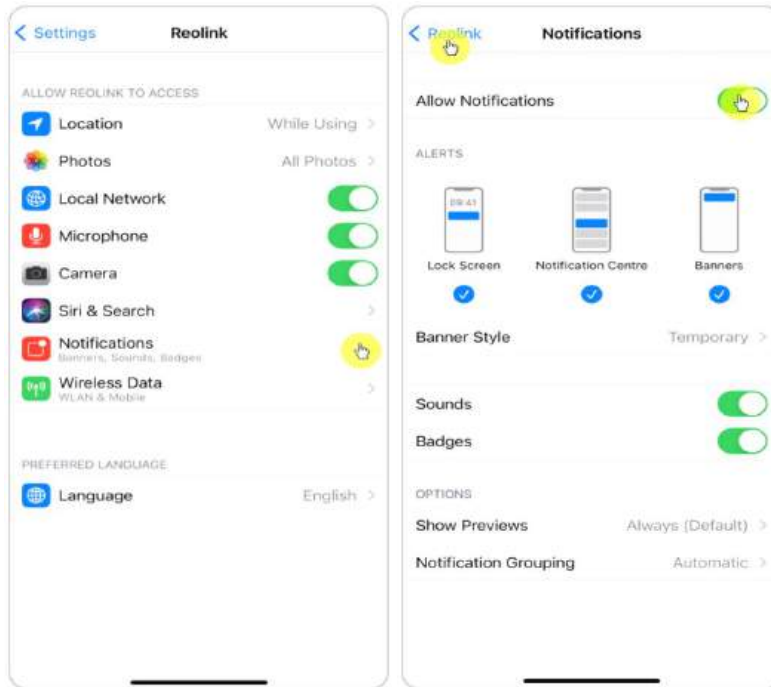 Settings
Reolink
ALLOW REOLINK TO ACCESS
Location While Using
Photos All Photos
Local Network
Microphone
Camera
Siri & Search
Notifications
Banners, Sounds, Badges
Wireless Data
WLAN & Mobile
PREFERRED LANGUAGE
Language English
Reolink
Notifications
Allow Notifications
ALERTS
09:41
Lock Screen Notification Centre Banners
Banner Style Temporary
Sounds
Badges
OPTIONS
Show Previews Always (Default)
Notification Grouping Automatic